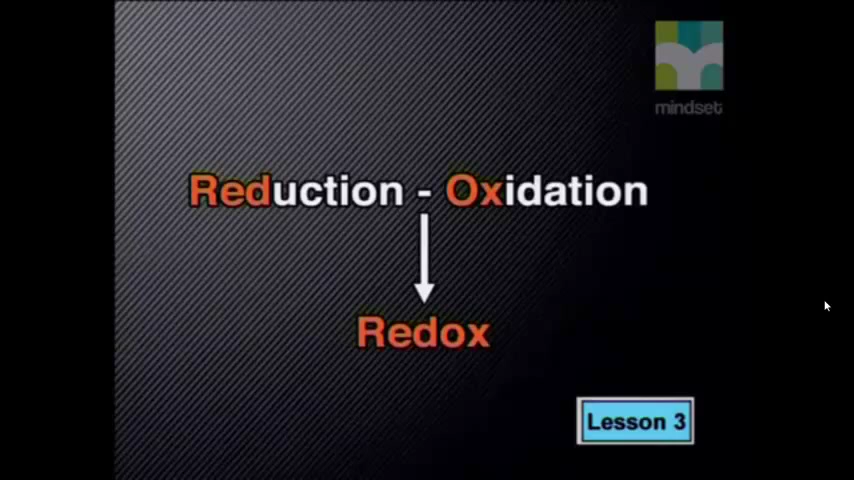 mindset
Reduction - Oxidation
Redox
Lesson 3